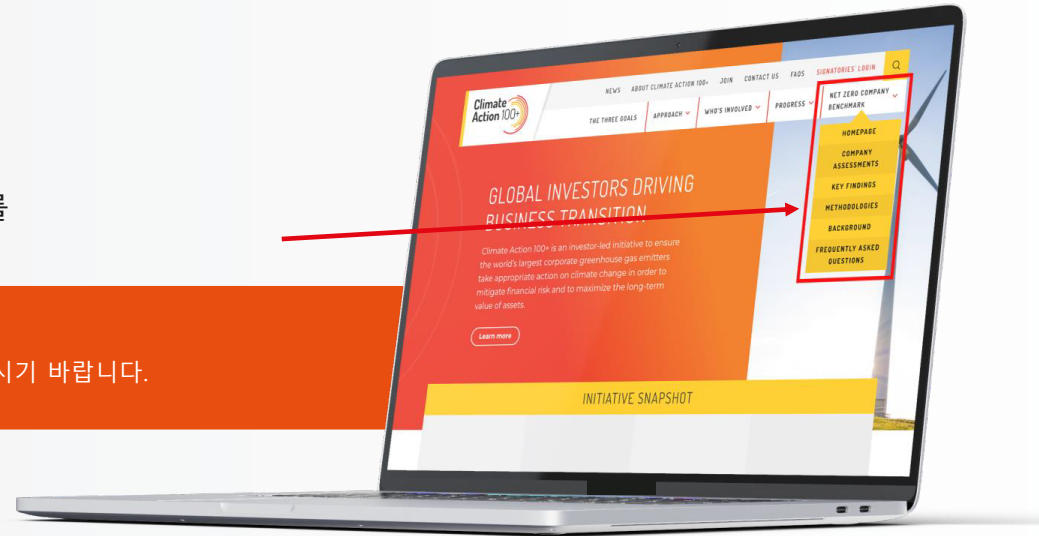 를
시기 바랍니다.
NEWS ABOUT CLIMATE ACTION 100+ JOIN CONTACT US FAQS SIGNATORIES' LOGIN
Climate
Action 100+
THE THREE GOALS APPROACH WHO'S INVOLVED PROGRESS NET ZERO COMPANY
BENCHMARK
HOMEPAGE
COMPANY
ASSESSMENTS
KEY FINDINGS
METHODOLOGIES
BACKGROUND
FREQUENTLY ASKED
QUESTIONS
GLOBAL INVESTORS DRIVING
BUSINESS TRANSITION
Climate Action 100+ is an investor-led initiative to ensure
the world's largest corporate greenhouse gas emitters
take appropriate action on climate change in order to
mitigate financial risk and to maximize the long-term
value of assets.
Learn more
INITIATIVE SNAPSHOT